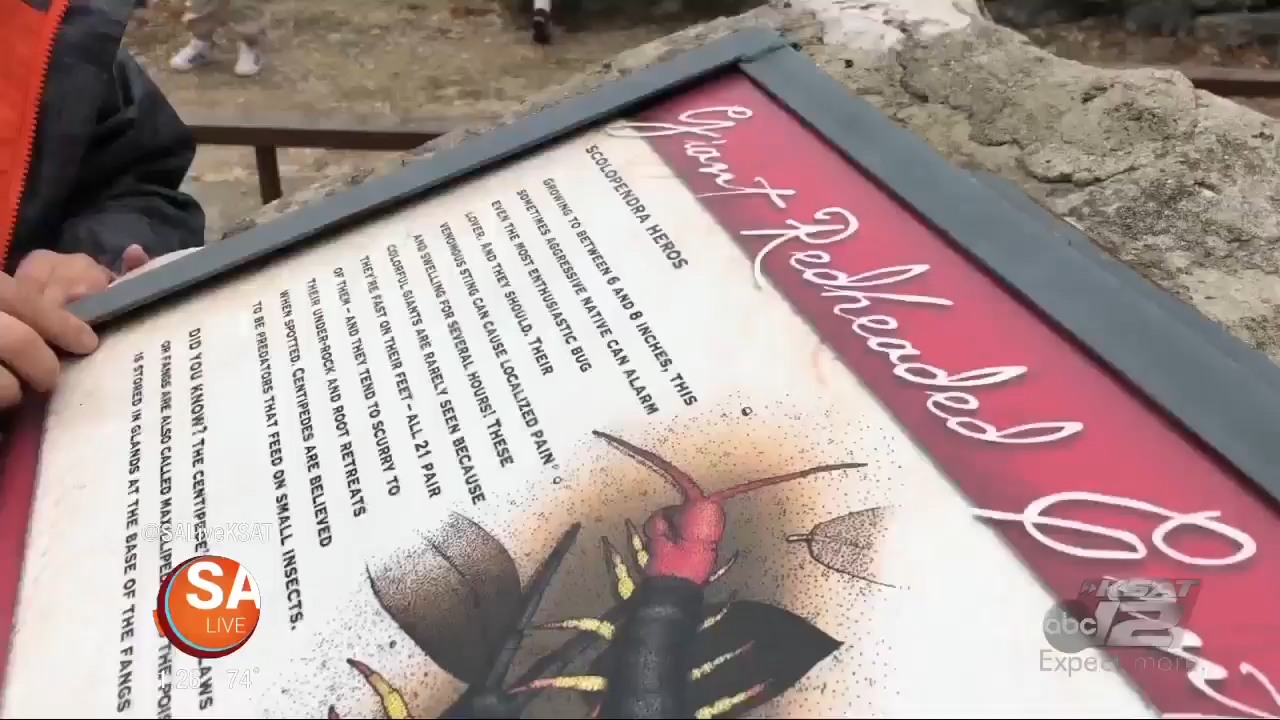 Giant Redheaded
SCOLOPENDRA HEROS
GROWING TO BETWEEN 6 AND 8 INCHES, THIS
SOMETIMES AGGRESSIVE NATIVE CAN ALARM
EVEN THE MOST ENTHUSIASTIC BUG
LOVER. AND THEY SHOULD. THEIR
VENOMOUS STING CAN CAUSE LOCALIZED PAIN
AND SWELLING FOR SEVERAL HOURS! THESE
COLORFUL GIANTS ARE RARELY SEEN BECAUSE
THEY'RE FAST ON THEIR FEET – ALL 21 PAIR
OF THEM – AND THEY TEND TO SCURRY TO
THEIR UNDER-ROCK AND ROOT RETREATS
WHEN SPOTTED. CENTIPEDES ARE BELIEVED
TO BE PREDATORS THAT FEED ON SMALL INSECTS.
DID YOU KNOW? THE CENTIPEDE' LAWS
OR FANGS ARE ALSO CALLED THE
IS STORED IN GLANDS AT THE BASE OF THE FANGS
@SALiveKSAT
SA
LIVE
74°
KSAT
abc 12
Expect more.